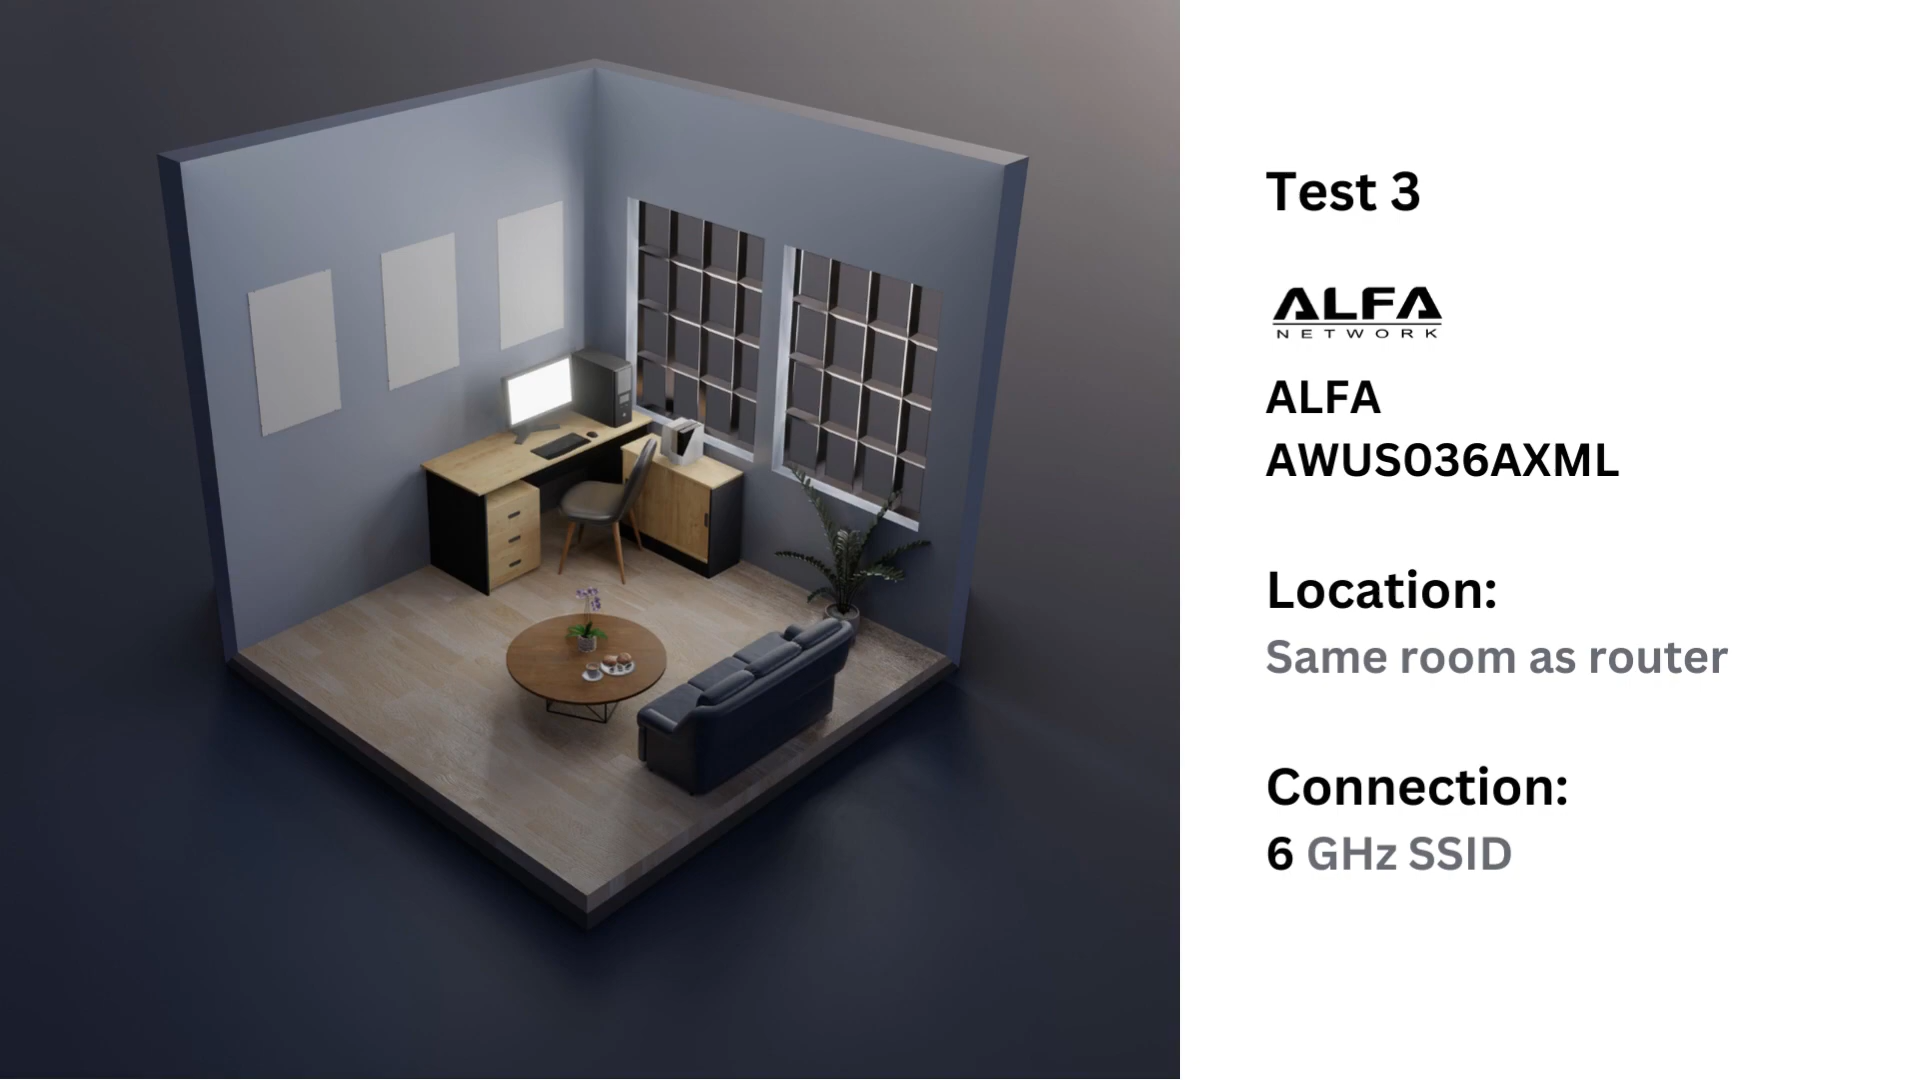 Test 3
ALFA
NETWORK
ALFA
AWUS036AXML
Location:
Same room as router
Connection:
6 GHz SSID